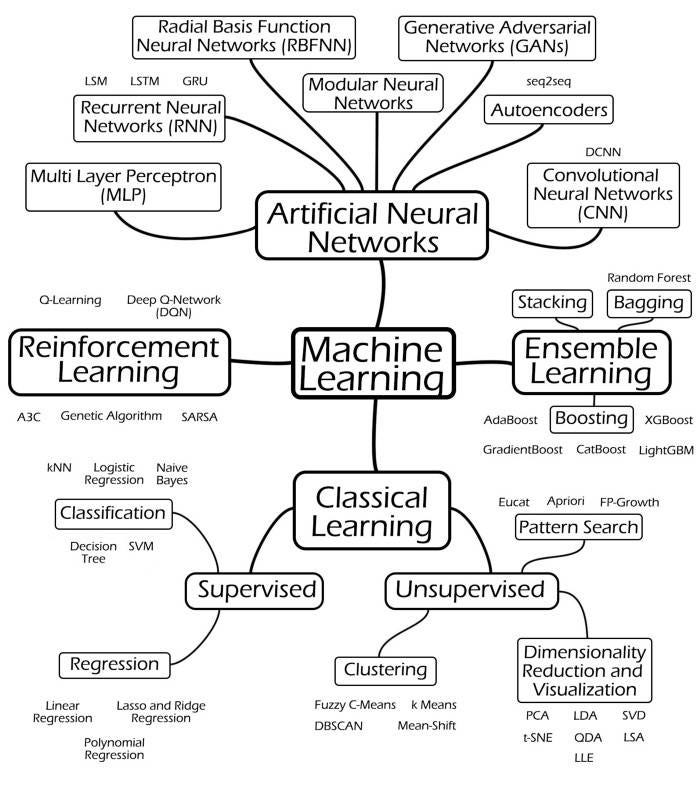 Radial Basis Function
Neural Networks (RBFNN)
Generative Adversarial
Networks (GANs)
LSM LSTM GRU
Recurrent Neural
Networks (RNN)
Modular Neural
Networks
seq2seq
Autoencoders
Multi Layer Perceptron
(MLP)
DCNN
Convolutional
Neural Networks
(CNN)
Artificial Neural
Networks
Q-Learning
Deep Q-Network
(DQN)
Reinforcement
Learning
A3C Genetic Algorithm SARSA
Machine
Learning
Random Forest
Stacking
Bagging
Ensemble
Learning
AdaBoost
Boosting
XGBoost
GradientBoost CatBoost LightGBM
Classical
Learning
kNN
Logistic
Regression
Naive
Bayes
Classification
Decision
Tree
SVM
Supervised
Regression
Linear
Regression
Lasso and Ridge
Regression
Polynomial
Regression
Eucat Apriori FP-Growth
Pattern Search
Unsupervised
Clustering
Fuzzy C-Means k Means
DBSCAN Mean-Shift
Dimensionality
Reduction and
Visualization
PCA LDA SVD
t-SNE QDA LSA
LLE